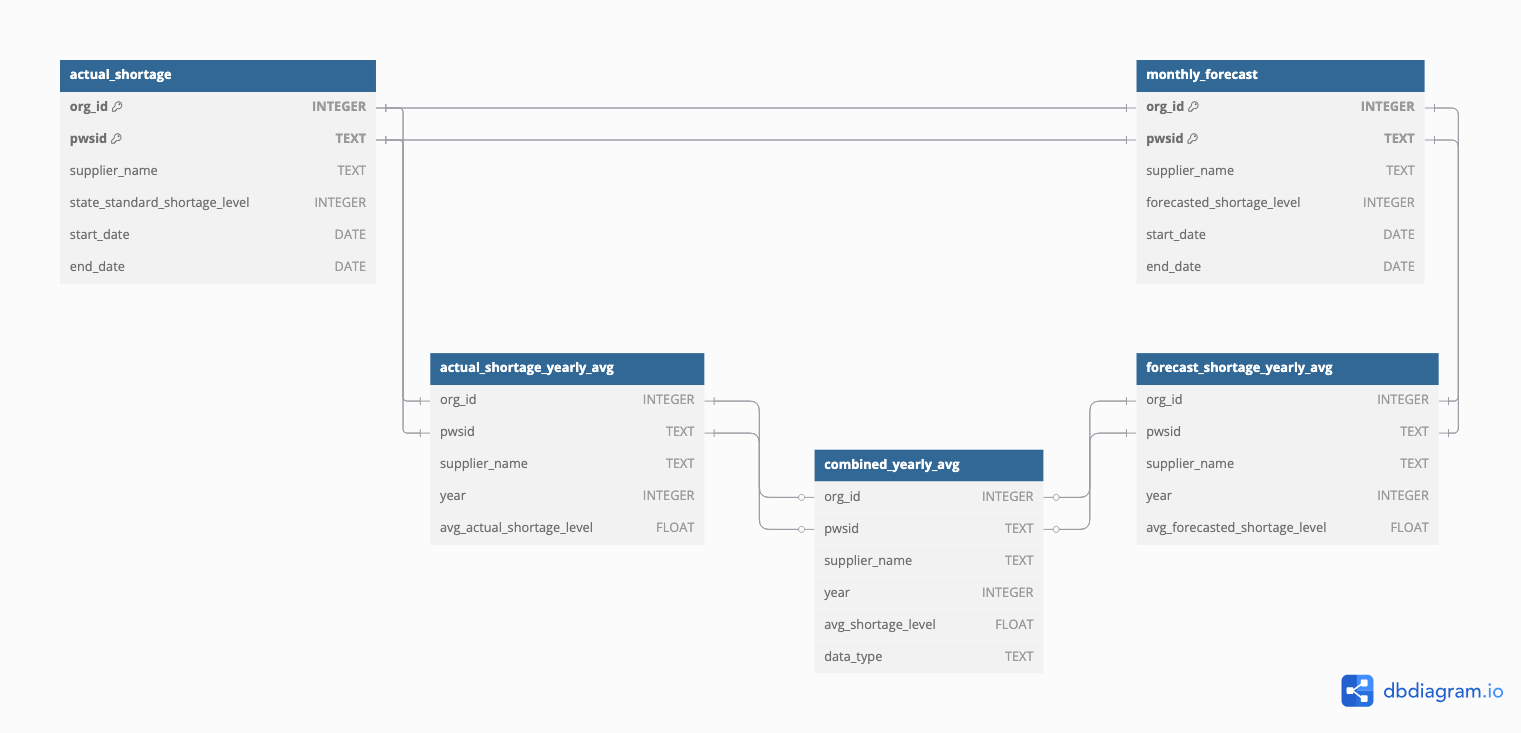 actual_shortage
org_id INTEGER
pwsid TEXT
supplier_name TEXT
state_standard_shortage_level INTEGER
start_date DATE
end_date DATE
monthly_forecast
org_id INTEGER
pwsid TEXT
supplier_name TEXT
forecasted_shortage_level INTEGER
start_date DATE
end_date DATE
actual_shortage_yearly_avg
org_id INTEGER
pwsid TEXT
supplier_name TEXT
year INTEGER
avg_actual_shortage_level FLOAT
combined_yearly_avg
org_id INTEGER
pwsid TEXT
supplier_name TEXT
year INTEGER
avg_shortage_level FLOAT
data_type TEXT
forecast_shortage_yearly_avg
org_id INTEGER
pwsid TEXT
supplier_name TEXT
year INTEGER
avg_forecasted_shortage_level FLOAT
dbdiagram.io